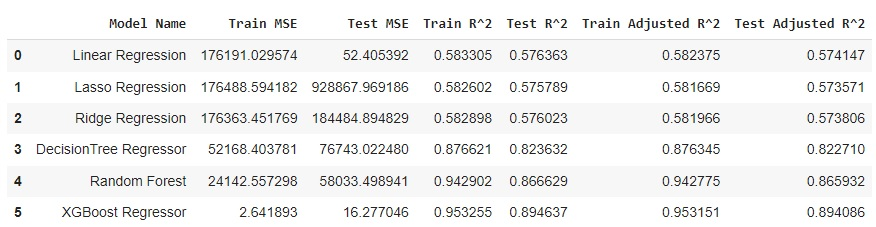 Model Name Train MSE Test MSE Train R^2 Test R^2 Train Adjusted R^2 Test Adjusted R^2
0 Linear Regression 176191.029574 52.405392 0.583305 0.576363 0.582375 0.574147
1 Lasso Regression 176488.594182 928867.969186 0.582602 0.575789 0.581669 0.573571
2 Ridge Regression 176363.451769 184484.894829 0.582898 0.576023 0.581966 0.573806
3 DecisionTree Regressor 52168.403781 76743.022480 0.876621 0.823632 0.876345 0.822710
4 Random Forest 24142.557298 58033.498941 0.942902 0.866629 0.942775 0.865932
5 XGBoost Regressor 2.641893 16.277046 0.953255 0.894637 0.953151 0.894086